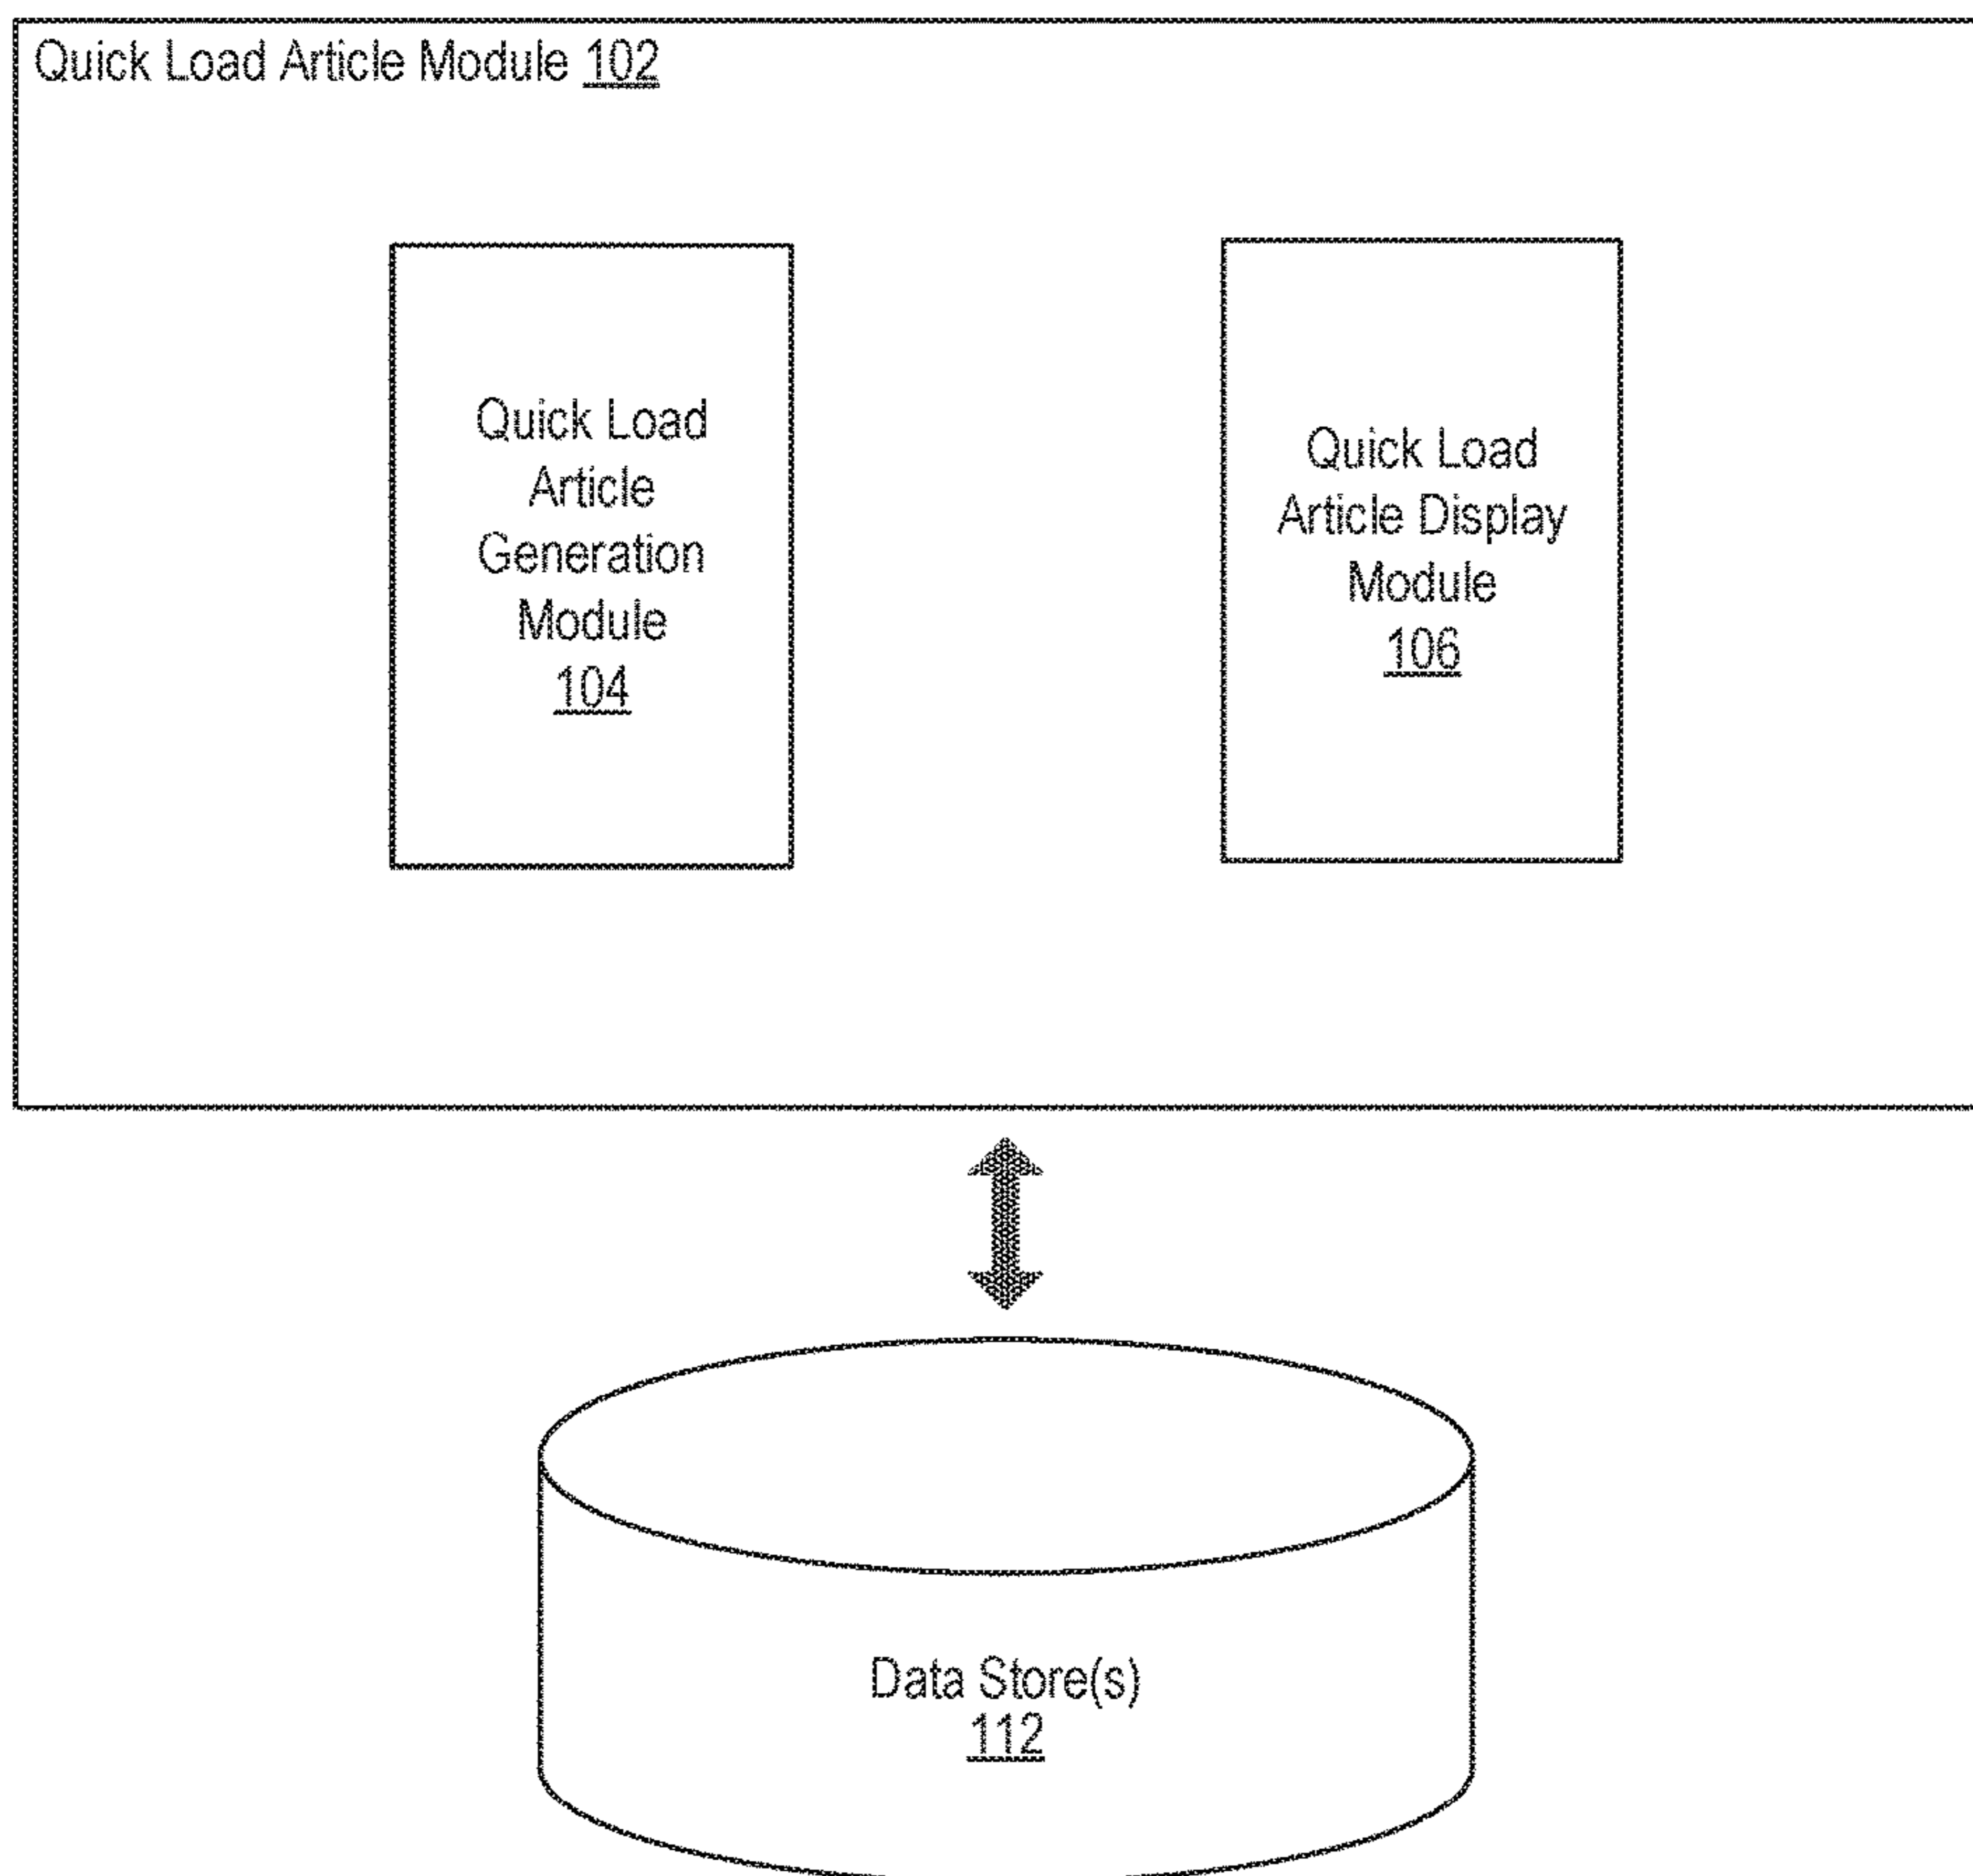 Quick Load Article Module 102
Quick Load
Article
Generation
Module
104
Quick Load
Article Display
Module
106
Data Store(s)
112